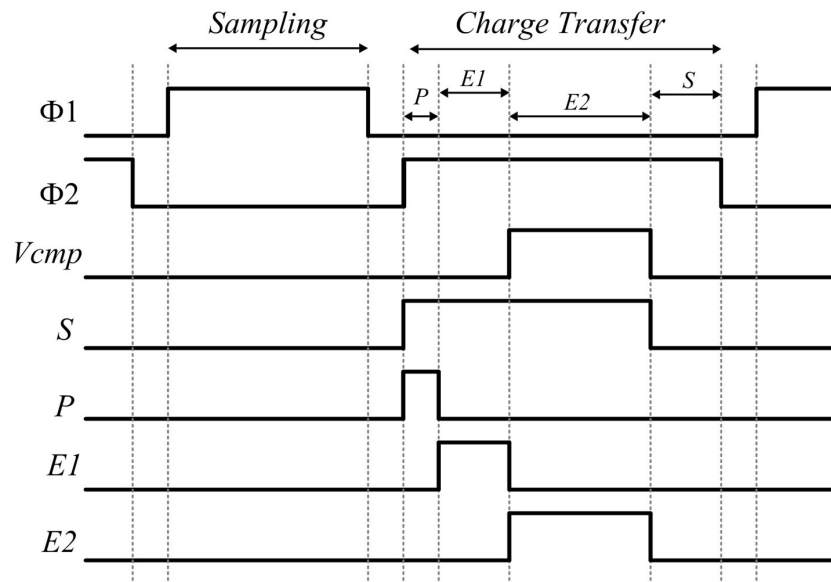 Sampling
Charge Transfer
P
E1
E2
S
Φ1
Φ2
Vcmp
S
P
E1
E2